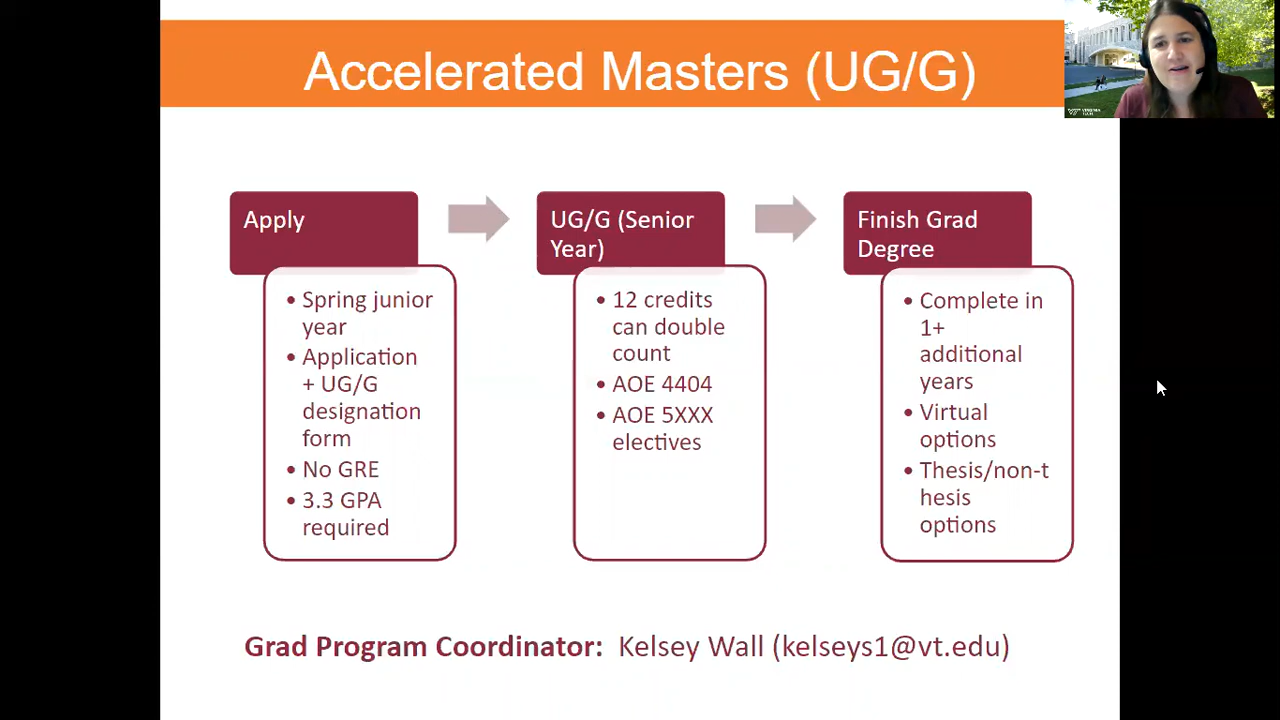 Accelerated Masters (UG/G)
Apply
• Spring junior
year
• Application
+ UG/G
designation
form
• No GRE
• 3.3 GPA
required
UG/G (Senior
Year)
• 12 credits
can double
count
• AOE 4404
• AOE 5XXX
electives
Finish Grad
Degree
• Complete in
1+
additional
years
• Virtual
options
• Thesis/non-t
hesis
options
Grad Program Coordinator: Kelsey Wall (kelseys1@vt.edu)